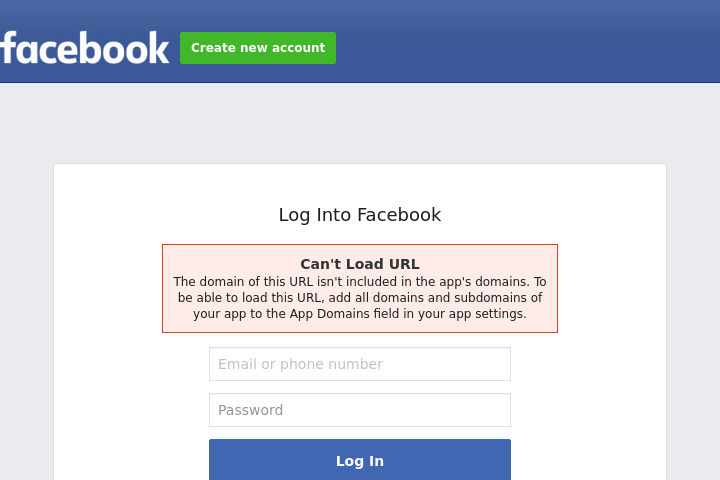 facebook
Create new account
Log Into Facebook
Can't Load URL
The domain of this URL isn't included in the app's domains. To
be able to load this URL, add all domains and subdomains of
your app to the App Domains field in your app settings.
Email or phone number
Password
Log In